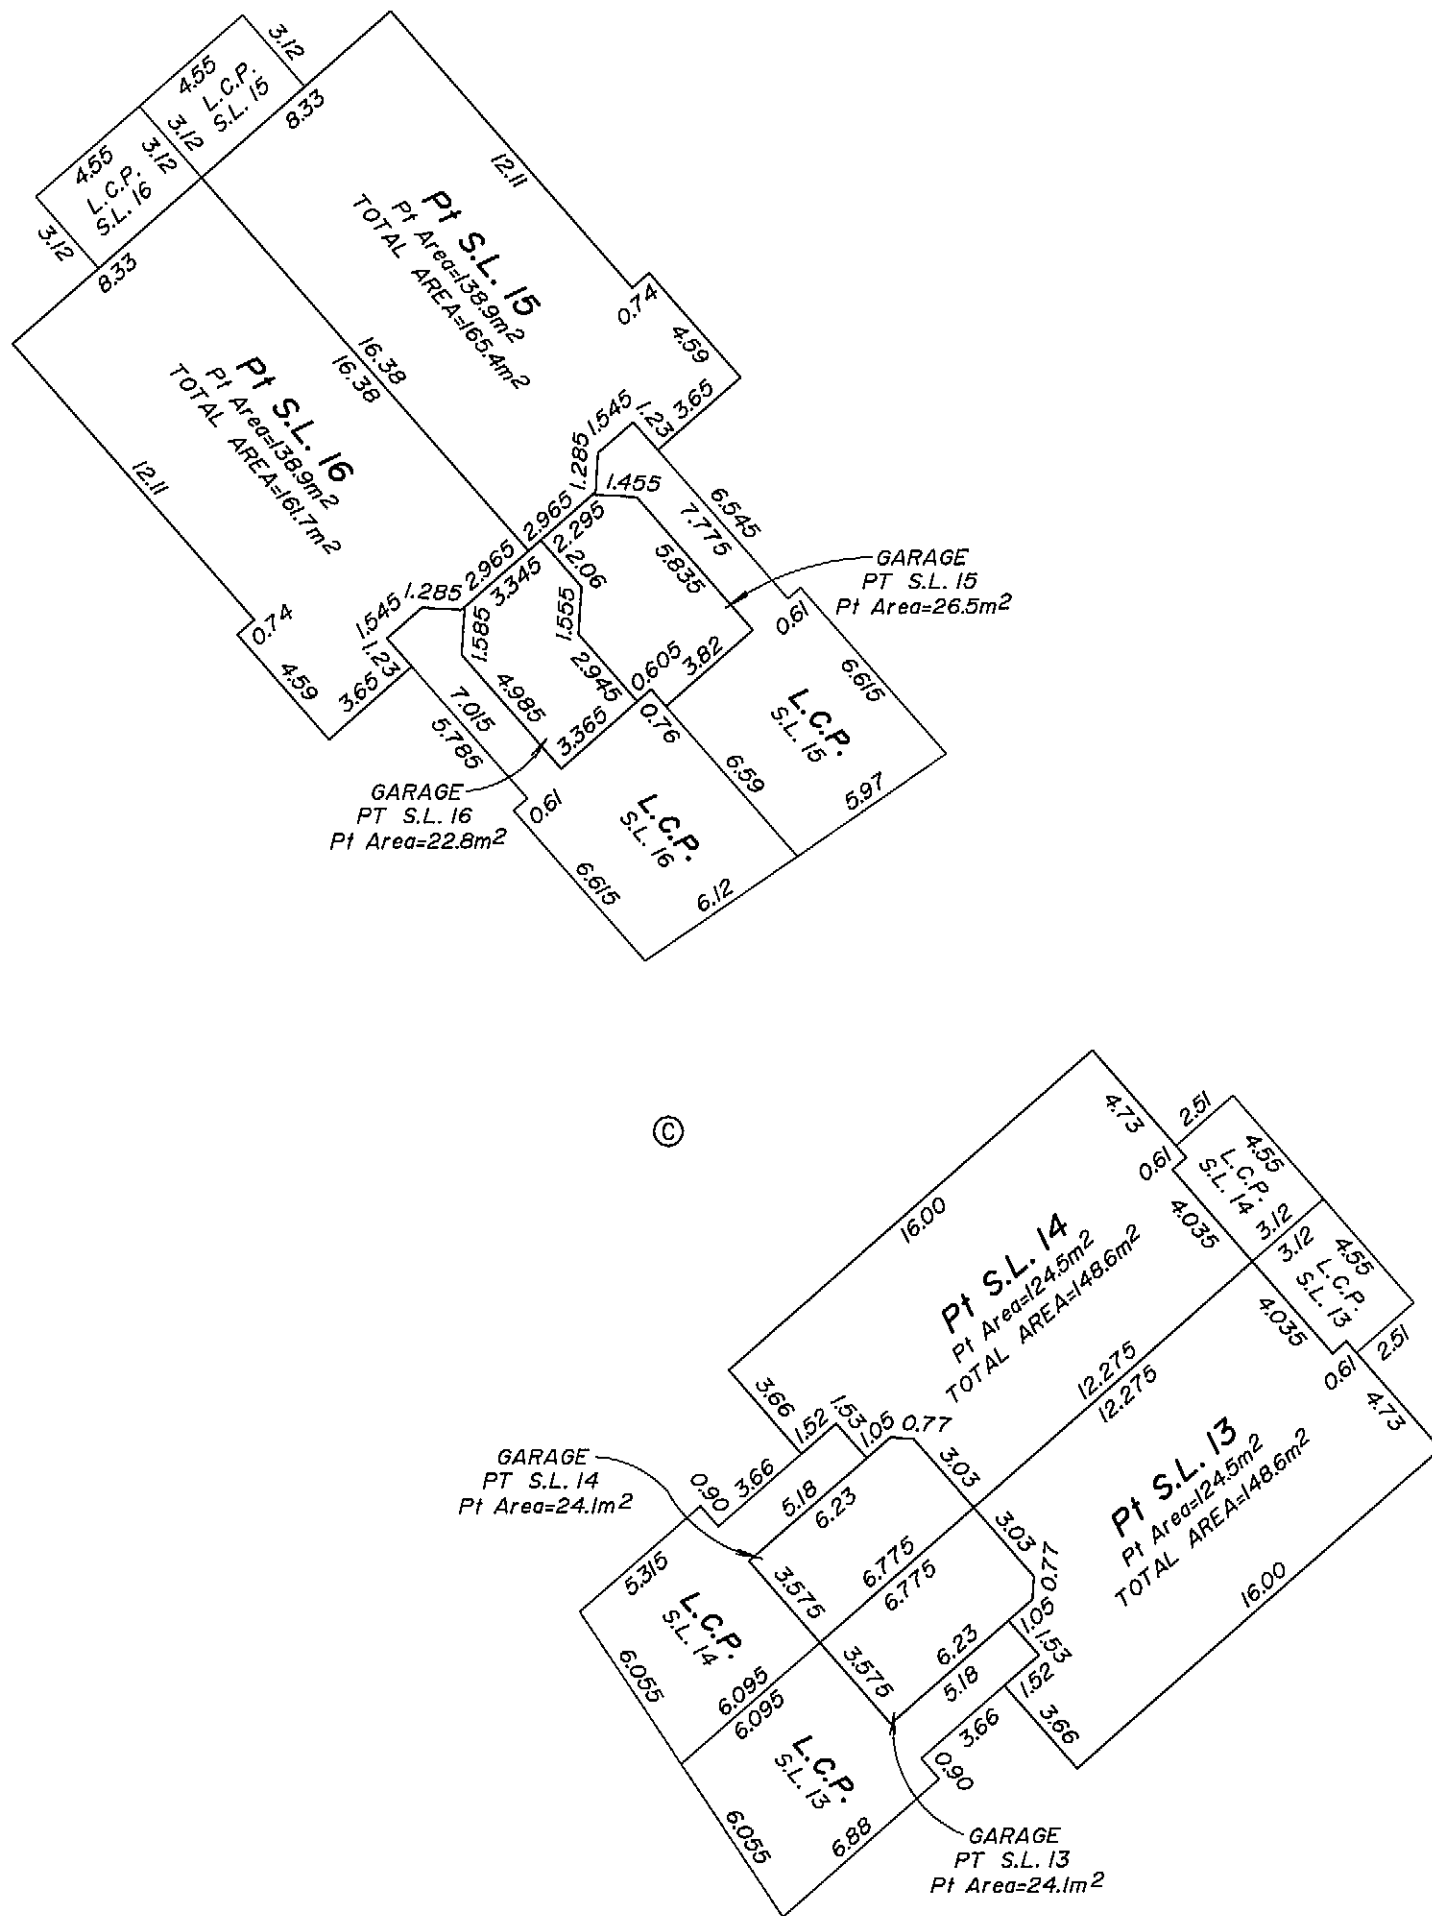 3.12
4.55
L.C.P.
S.L. 15
3.12
8.33
4.55
L.C.P.
S.L. 16
3.12
3.12
8.33
12.11
Pt S.L. 15
Pt Area=138.9m2
TOTAL AREA=165.4m2
0.74
4.59
3.65
1.23
1.545
1.285
16.38
16.38
Pt S.L. 16
Pt Area=138.9m2
TOTAL AREA=161.7m2
12.11
0.74
4.59
3.65
1.23
1.545
1.285
2.965
2.965
3.345
2.295
1.455
7.775
6.545
5.835
2.06
1.555
2.945
0.605
3.82
GARAGE
PT S.L. 15
Pt Area=26.5m2
0.61
6.615
L.C.P.
S.L. 15
5.97
1.585
4.985
3.365
7.015
5.785
0.76
6.59
GARAGE
PT S.L. 16
Pt Area=22.8m2
0.61
L.C.P.
S.L. 16
6.615
6.12
C
4.73
2.51
0.61
4.55
L.C.P.
S.L. 14
3.12
16.00
4.035
Pt S.L. 14
Pt Area=124.5m2
TOTAL AREA=148.6m2
3.12
4.55
L.C.P.
S.L. 13
4.035
2.51
0.61
4.73
12.275
12.275
3.66
1.52
1.53
1.05
0.77
3.03
GARAGE
PT S.L. 14
Pt Area=24.1m2
0.90
3.66
5.18
6.23
Pt S.L. 13
Pt Area=124.5m2
TOTAL AREA=148.6m2
3.03
0.77
16.00
5.315
3.575
6.775
6.775
L.C.P.
S.L. 14
6.055
6.095
6.095
3.575
6.23
1.05
1.53
5.18
1.52
3.66
3.66
L.C.P.
S.L. 13
0.90
6.055
6.88
GARAGE
PT S.L. 13
Pt Area=24.1m2